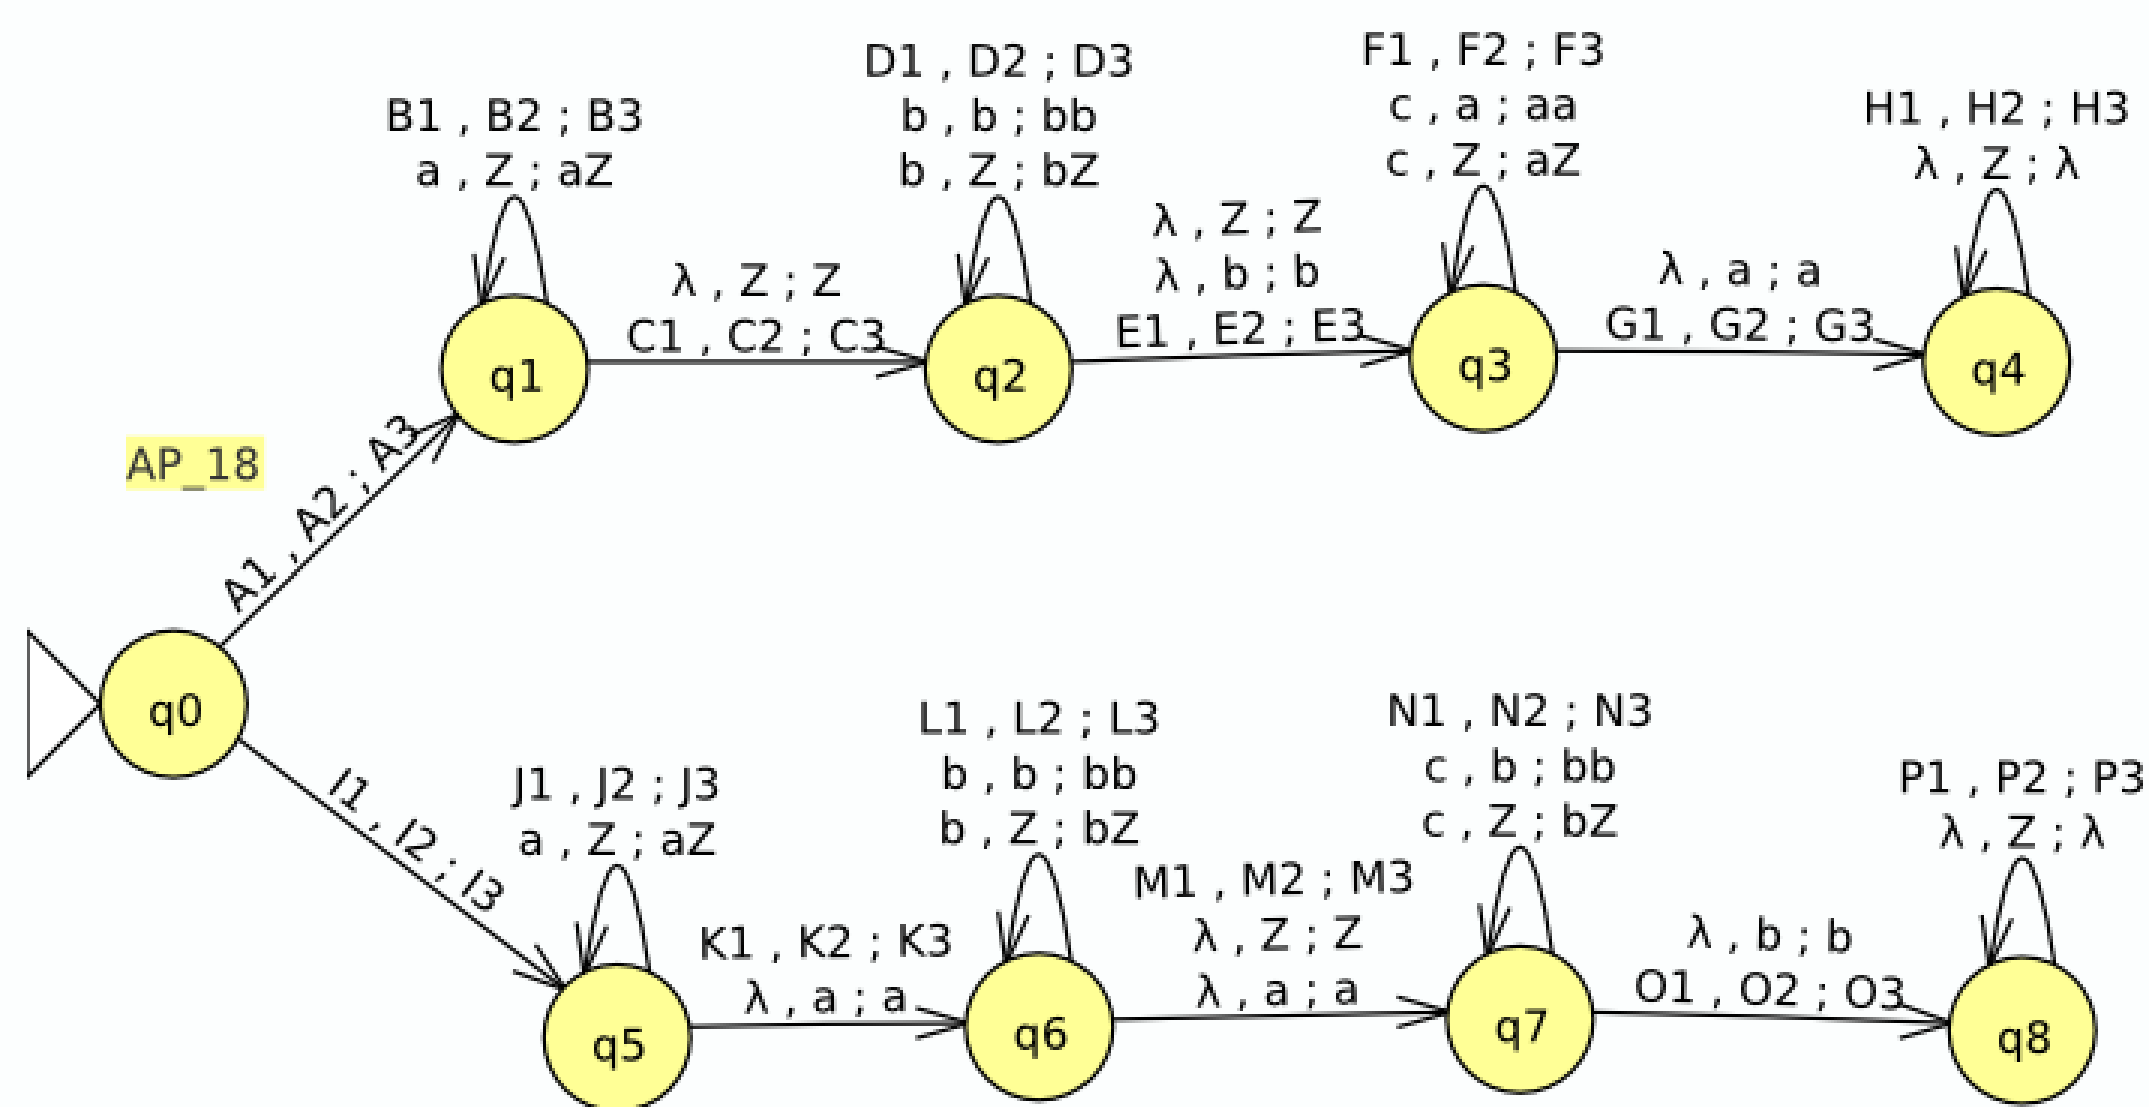 D1 , D2 ; D3
b , b ; bb
b , Z ; bZ
F1 , F2 ; F3
c , a ; aa
c , Z ; aZ
B1 , B2 ; B3
a , Z ; aZ
H1 , H2 ; H3
λ , Z ; λ
λ , Z ; Z
C1 , C2 ; C3
λ , Z ; Z
λ , b ; b
E1 , E2 ; E3
λ , a ; a
G1 , G2 ; G3
q1
q2
q3
q4
AP_18
A1 , A2 ; A3
q0
I1 , I2 ; I3
J1 , J2 ; J3
a , Z ; aZ
K1 , K2 ; K3
λ , a ; a
L1 , L2 ; L3
b , b ; bb
b , Z ; bZ
M1 , M2 ; M3
λ , Z ; Z
λ , a ; a
N1 , N2 ; N3
c , b ; bb
c , Z ; bZ
λ , b ; b
O1 , O2 ; O3
P1 , P2 ; P3
λ , Z ; λ
q5
q6
q7
q8